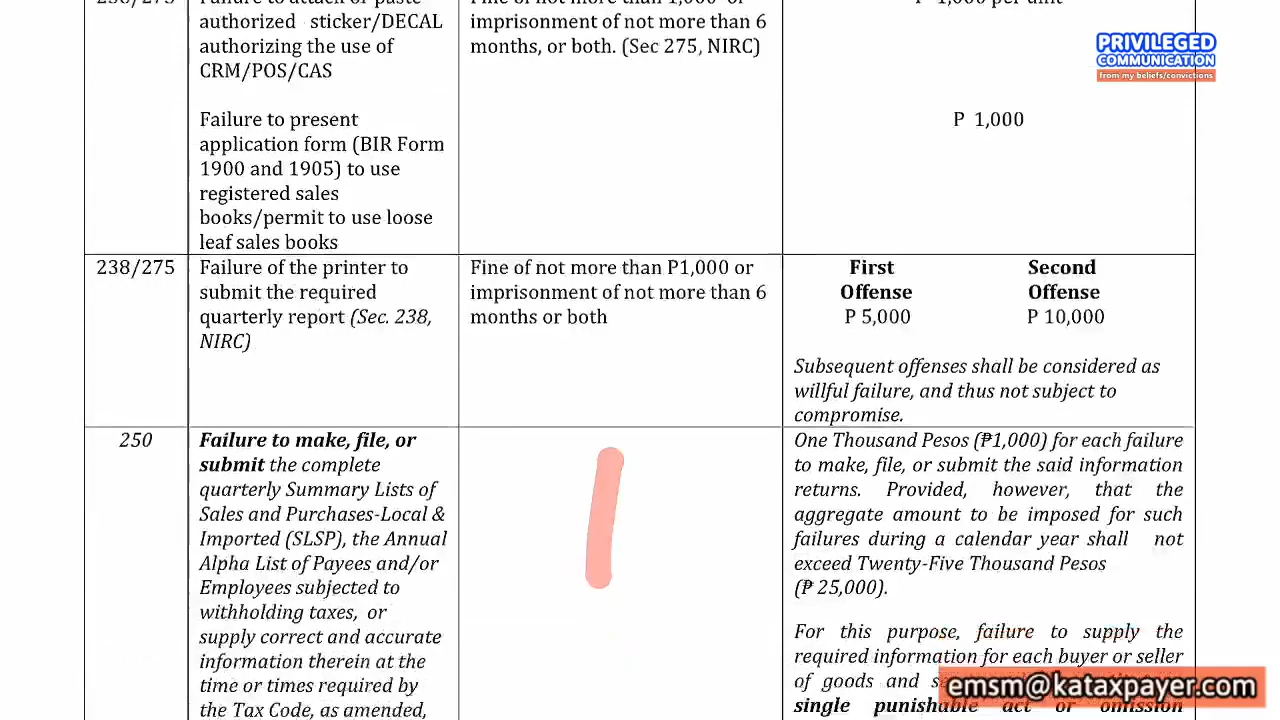 authorized sticker/DECAL
authorizing the use of
CRM/POS/CAS
Failure to present
application form (BIR Form
1900 and 1905) to use
registered sales
books/permit to use loose
leaf sales books
imprisonment of not more than 6
months, or both. (Sec 275, NIRC)
P 1,000
PRIVILEGED
COMMUNICATION
from my beliefs/convictions
238/275
Failure of the printer to
submit the required
quarterly report (Sec. 238,
NIRC)
Fine of not more than P1,000 or
imprisonment of not more than 6
months or both
First Second
Offense Offense
P 5,000 P 10,000
Subsequent offenses shall be considered as
willful failure, and thus not subject to
compromise.
250
Failure to make, file, or
submit the complete
quarterly Summary Lists of
Sales and Purchases-Local &
Imported (SLSP), the Annual
Alpha List of Payees and/or
Employees subjected to
withholding taxes, or
supply correct and accurate
information therein at the
time or times required by
the Tax Code, as amended,
One Thousand Pesos (₱1,000) for each failure
to make, file, or submit the said information
returns. Provided, however, that the
aggregate amount to be imposed for such
failures during a calendar year shall not
exceed Twenty-Five Thousand Pesos
(₱ 25,000).
For this purpose, failure to supply the
required information for each buyer or seller
of goods and
single punishable act or omission
emsm@kataxpayer.com